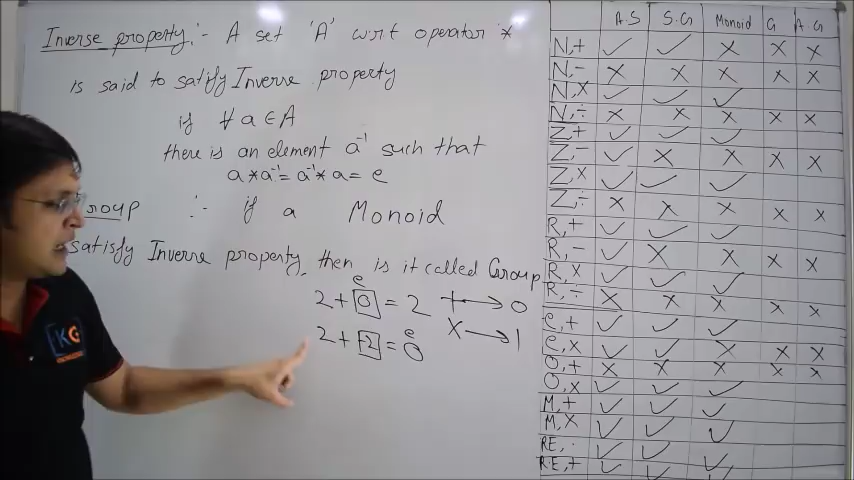 Inverse property :- A set 'A' w.r.t operator *
is said to satisfy Inverse property
if ∀ a ∈ A
there is an element a⁻¹ such that
a * a⁻¹ = a⁻¹ * a = e
roup :- if a Monoid
satisfy Inverse property, then is it called Group
e
2 + 0 = 2 + → 0
2 + -2 = 0 × → 1
e
KG
A.S S.G Monoid G A.G
N,+ ✓ ✓ × × ×
N,- × × × × ×
N,× ✓ ✓ ✓
N,÷ × × × × ×
Z,+ ✓ ✓ ✓
Z,- ✓ × × × ×
Z,× ✓ ✓ ✓
Z,÷ × × × × ×
R,+ ✓ ✓ ✓
R,- ✓ × × × ×
R,× ✓ ✓ ✓
R,÷ × × × × ×
e,+ ✓ ✓ ✓
e,× ✓ ✓ × × ×
O,+ × × × × ×
O,× ✓ ✓ ✓
M,+ ✓ ✓ ✓
M,× ✓ ✓ ✓
RE, ✓ ✓ ✓
R.E,+ ✓ ✓ ✓